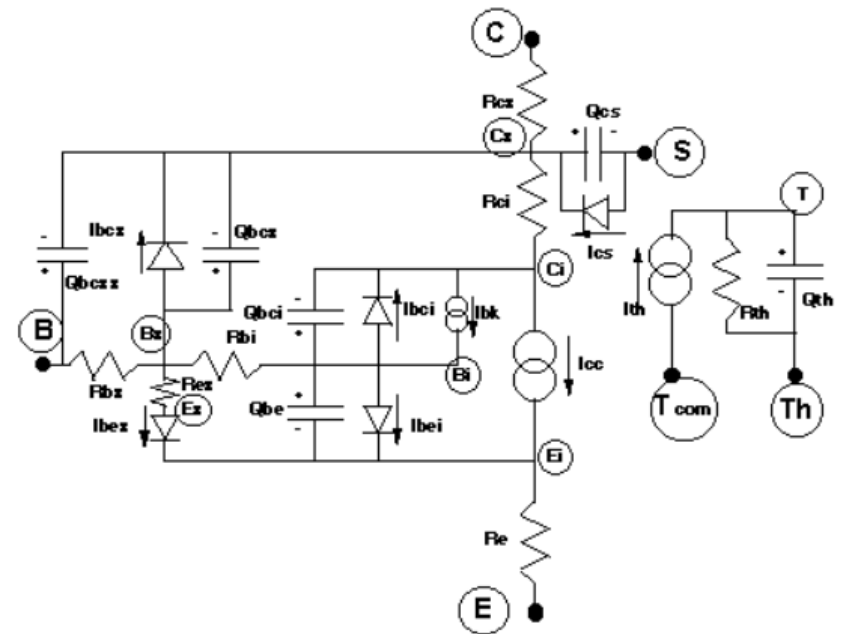 C
Rcx
Qcs
Cx
+ -
S
Rci
T
Ibcx
- Qbcx
Ics
+
Qbcxx
+
Ci
Ith
Rth
Qth
-
B
Bx
Rbi
Qbci
-
+
Ibci
Ibk
Icc
Rbx
Rex
Ex
Bi
T com
Th
Ibex
Qbe
+
-
Ibei
Ei
Re
E